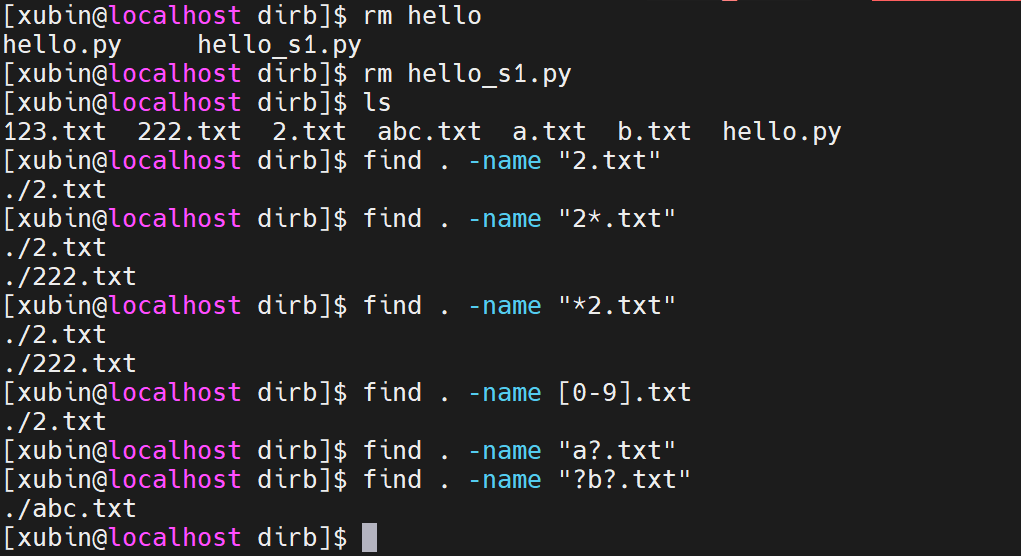 [xubin@localhost dirb]$ rm hello
hello.py     hello_s1.py
[xubin@localhost dirb]$ rm hello_s1.py
[xubin@localhost dirb]$ ls
123.txt  222.txt  2.txt  abc.txt  a.txt  b.txt  hello.py
[xubin@localhost dirb]$ find . -name "2.txt"
./2.txt
[xubin@localhost dirb]$ find . -name "2*.txt"
./2.txt
./222.txt
[xubin@localhost dirb]$ find . -name "*2.txt"
./2.txt
./222.txt
[xubin@localhost dirb]$ find . -name [0-9].txt
./2.txt
[xubin@localhost dirb]$ find . -name "a?.txt"
[xubin@localhost dirb]$ find . -name "?b?.txt"
./abc.txt
[xubin@localhost dirb]$